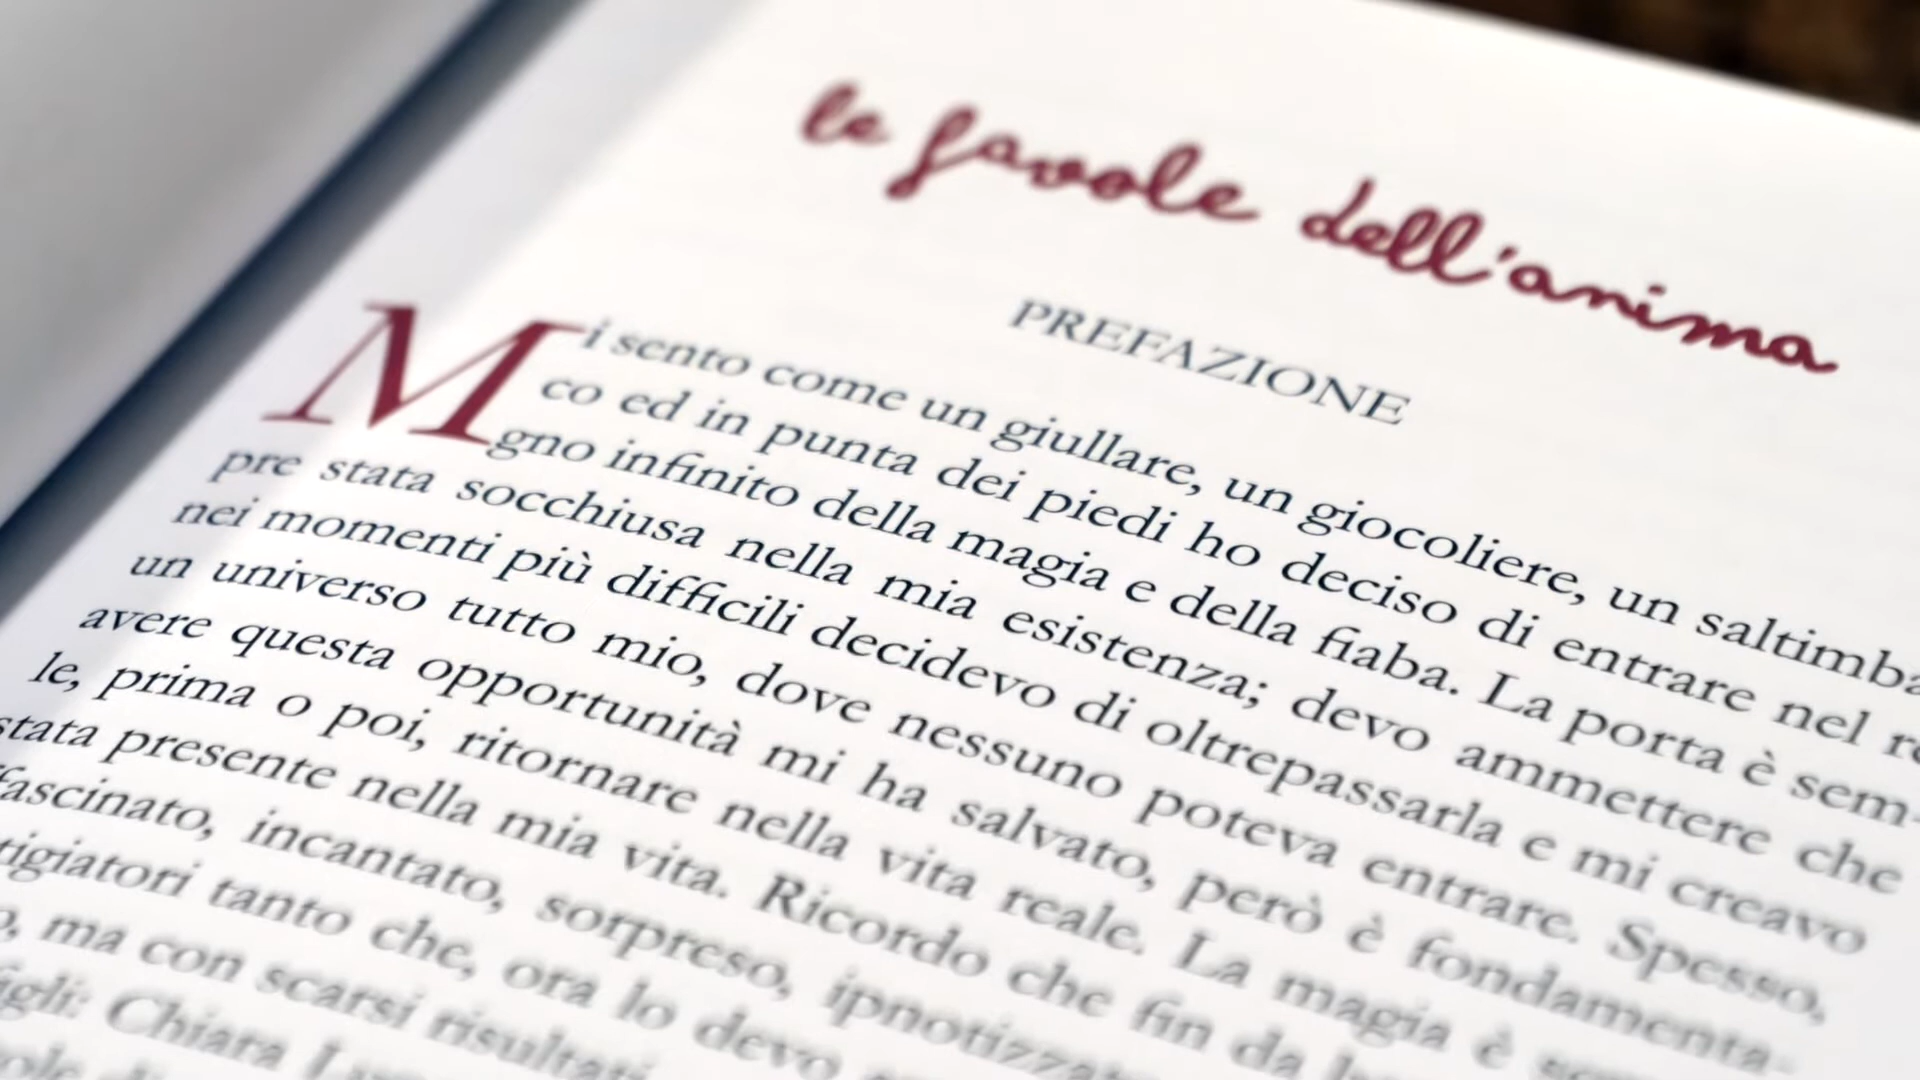 le favole dell'anima
PREFAZIONE
Mi sento come un giullare, un giocoliere, un saltimba
co ed in punta dei piedi ho deciso di entrare nel r
gno infinito della magia e della fiaba. La porta è sem-
pre stata socchiusa nella mia esistenza; devo ammettere che
nei momenti più difficili decidevo di oltrepassarla e mi creavo
un universo tutto mio, dove nessuno poteva entrare. Spesso,
avere questa opportunità mi ha salvato, però è fondamenta-
le, prima o poi, ritornare nella vita reale. La magia è
stata presente nella mia vita. Ricordo che fin da
fascinato, incantato, sorpreso, ipnotizzat
tigiatori tanto che, ora lo devo
o, ma con scarsi risultati
igli: Chiara